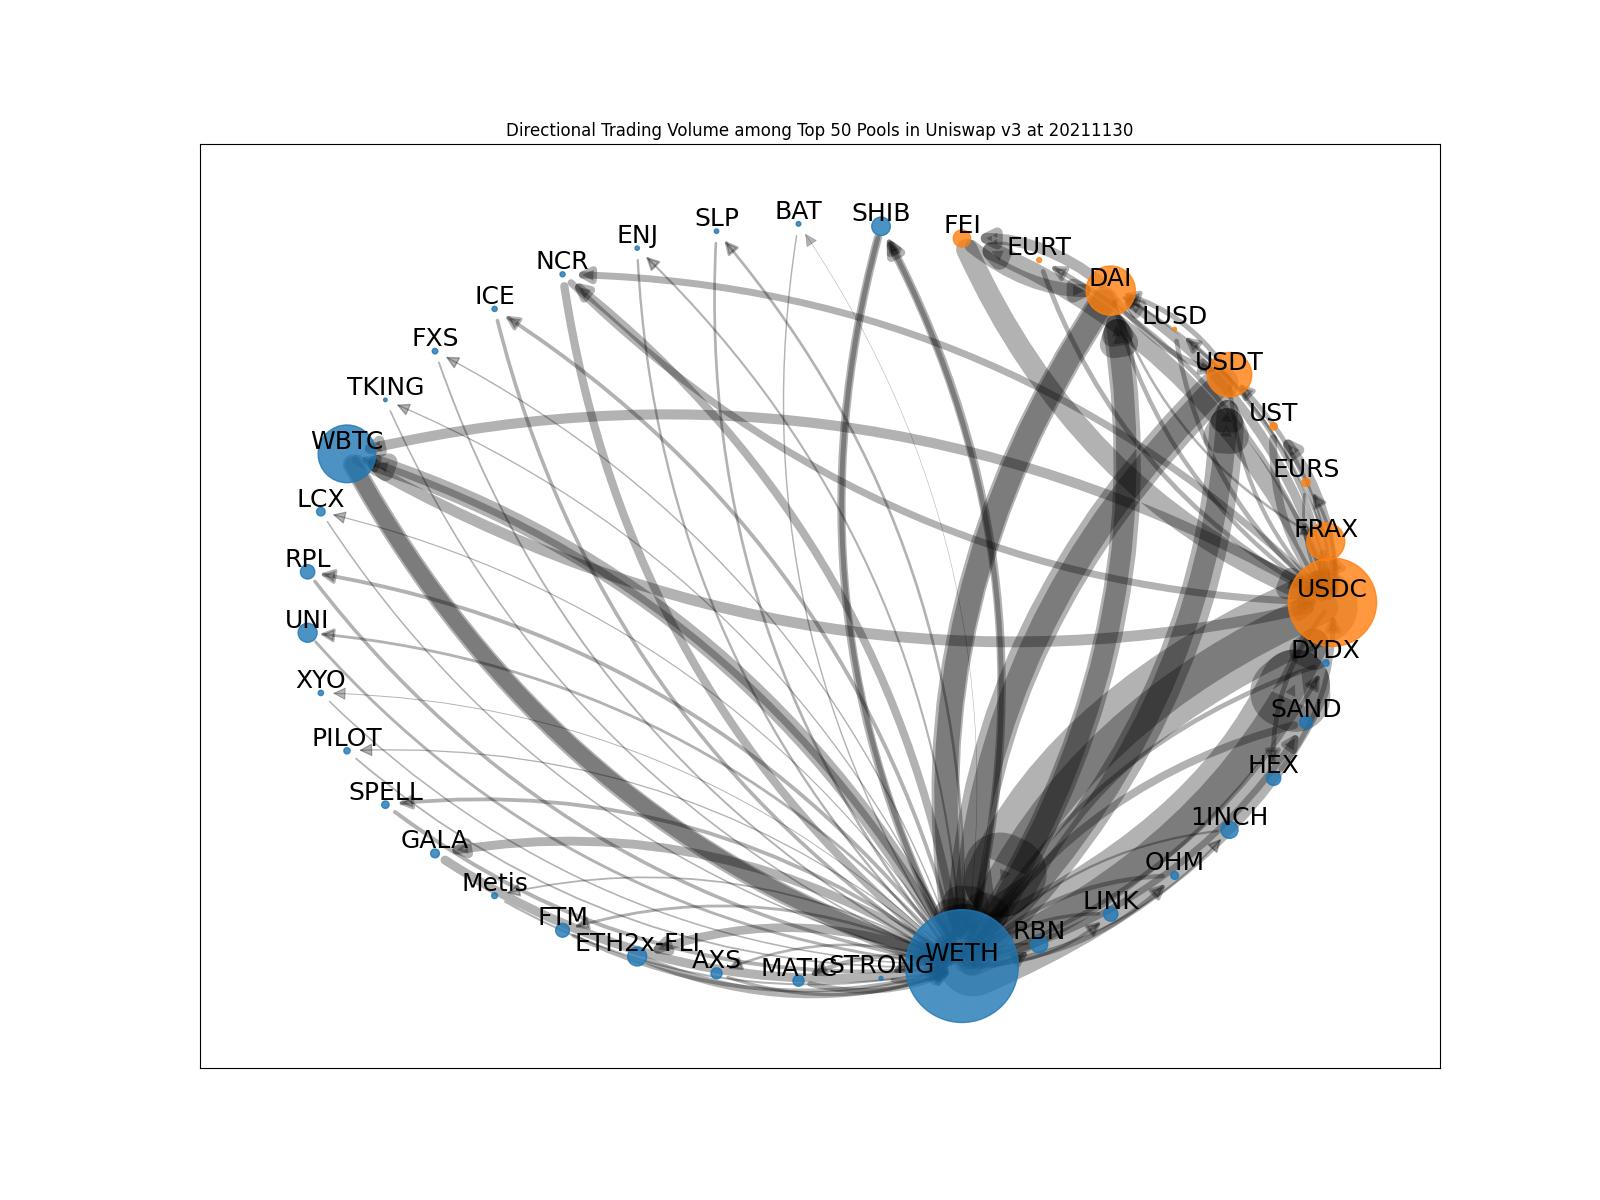 Directional Trading Volume among Top 50 Pools in Uniswap v3 at 20211130
BAT
SHIB
SLP
FEI
ENJ
EURT
NCR
DAI
ICE
LUSD
FXS
USDT
TKING
UST
WBTC
EURS
LCX
FRAX
RPL
USDC
UNI
DYDX
XYO
SAND
PILOT
HEX
SPELL
1INCH
GALA
OHM
Metis
LINK
FTM
RBN
ETH2x-FLI
WETH
AXS
STRONG
MATIC